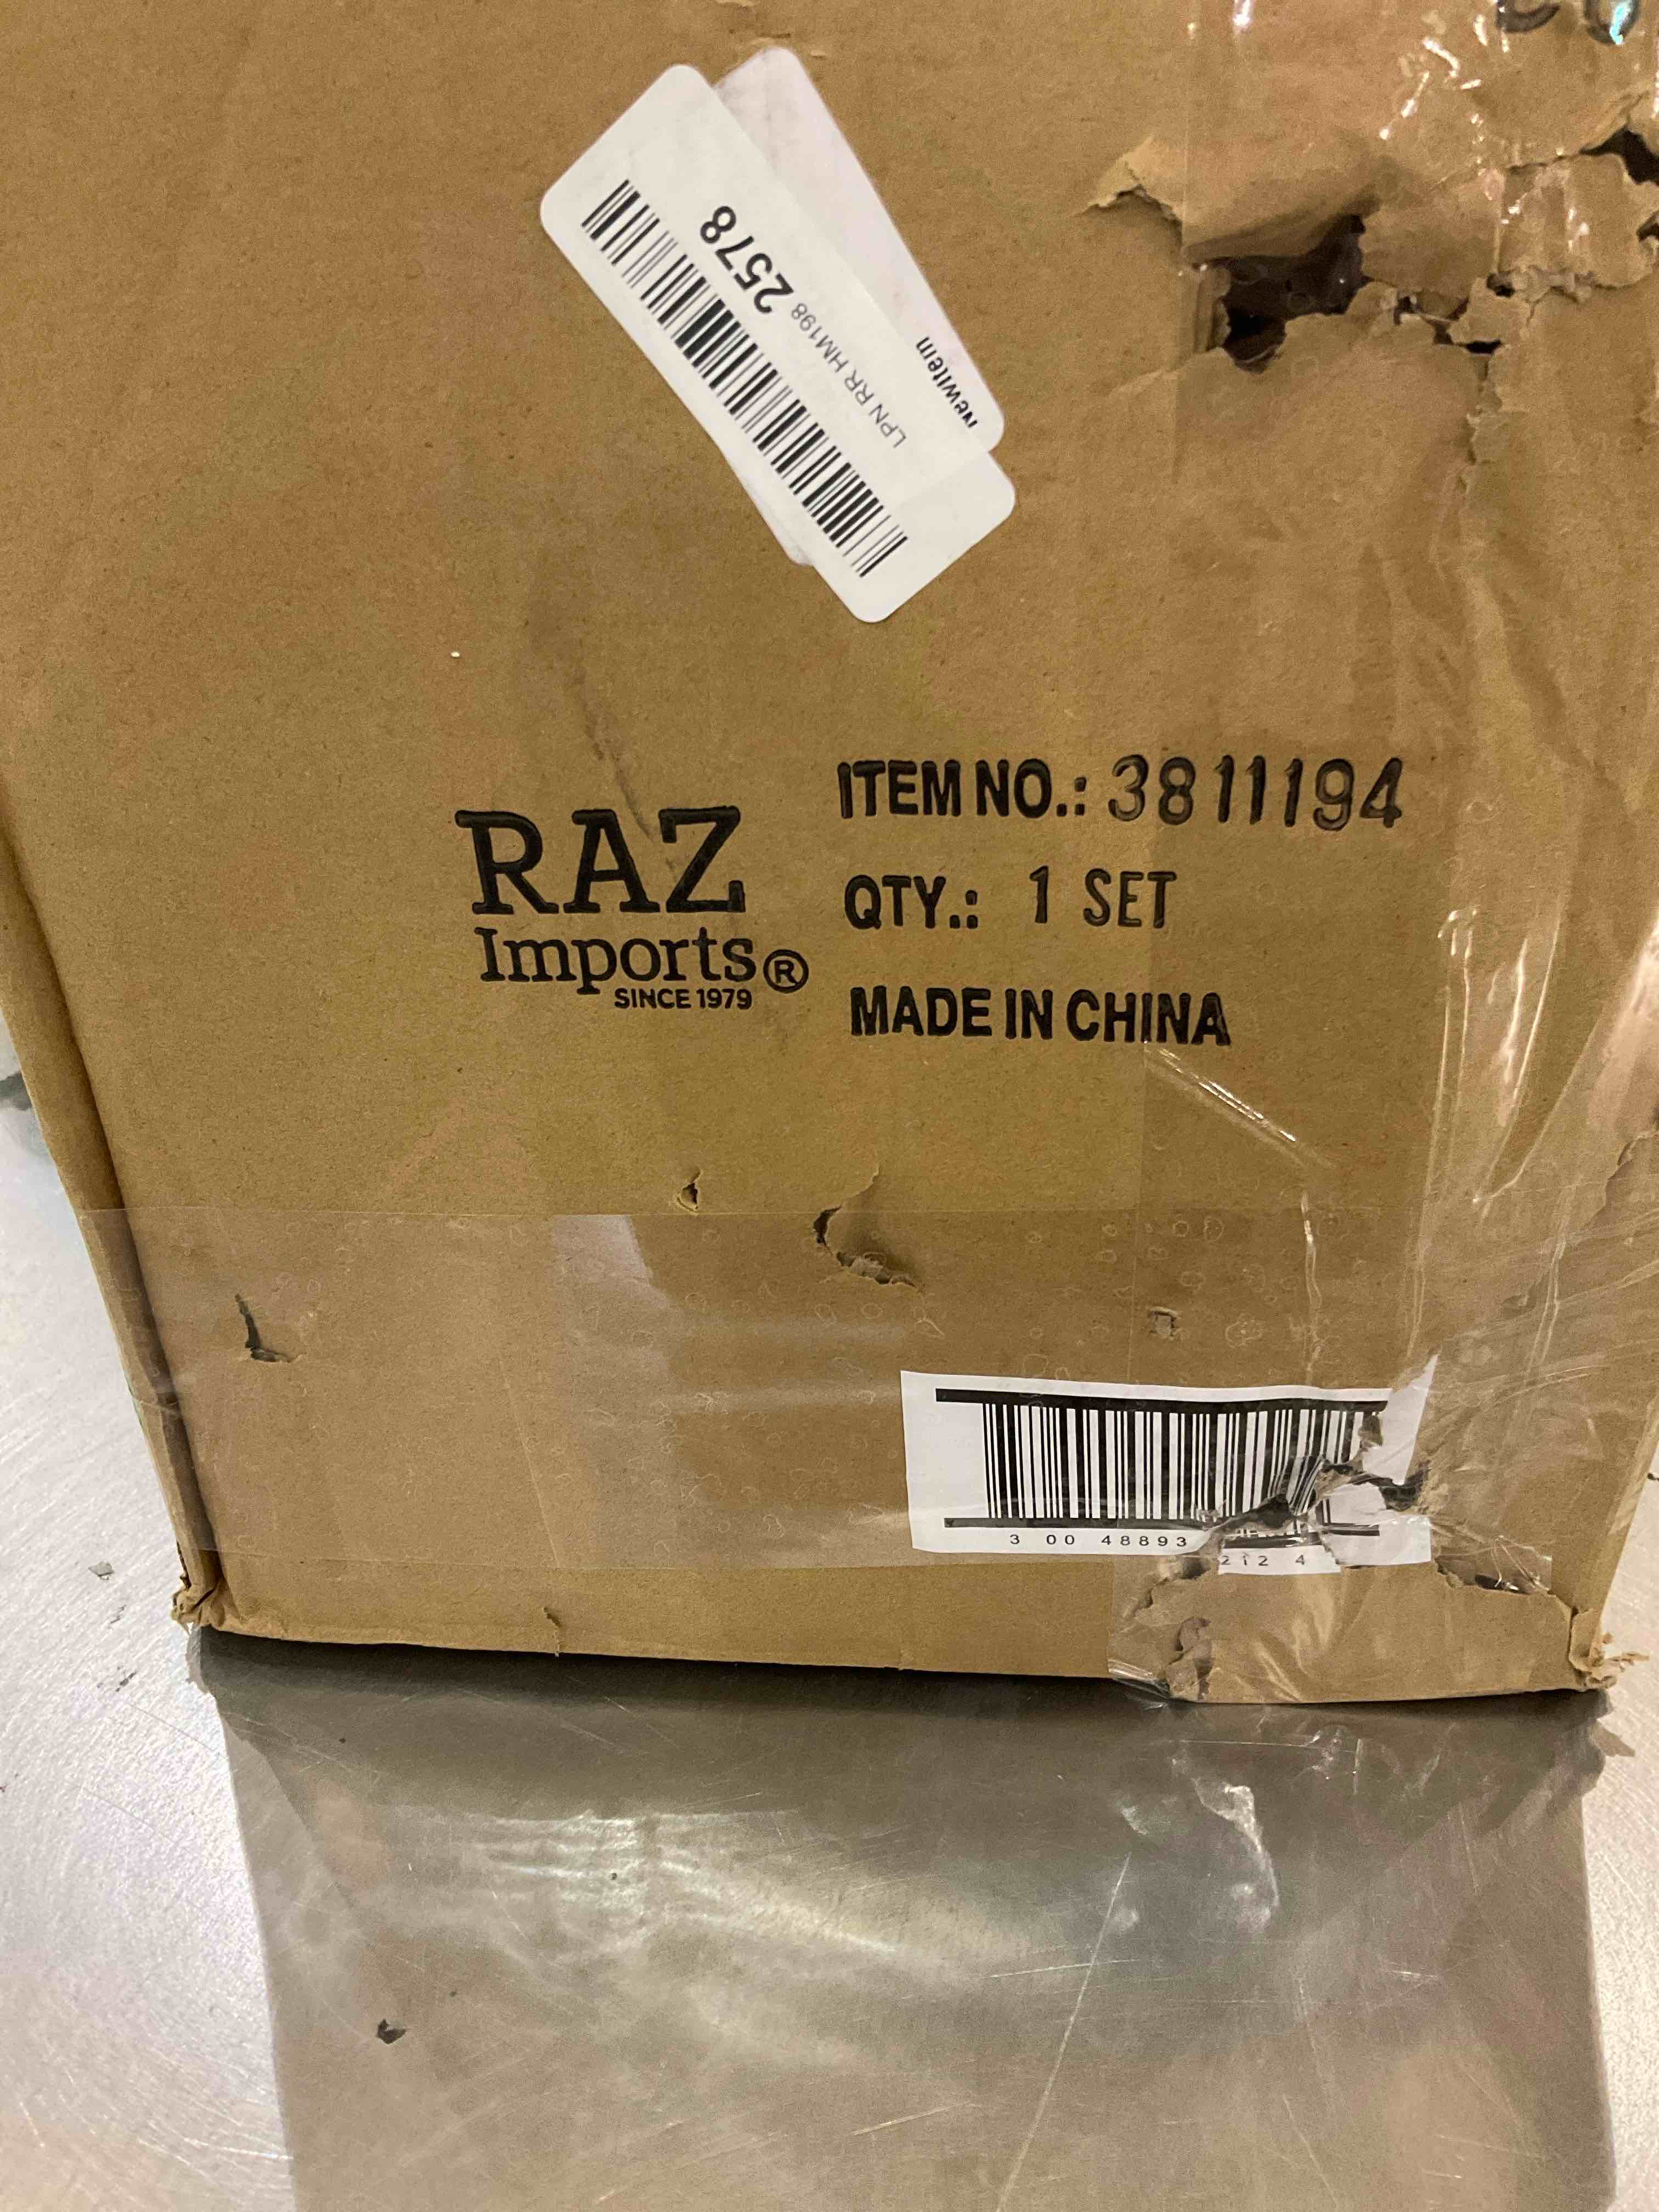 NewItem
LPN RR HM198 2578
RAZ
Imports®
SINCE 1979
ITEM NO.: 3811194
QTY.: 1 SET
MADE IN CHINA
3 00 48893
212 4